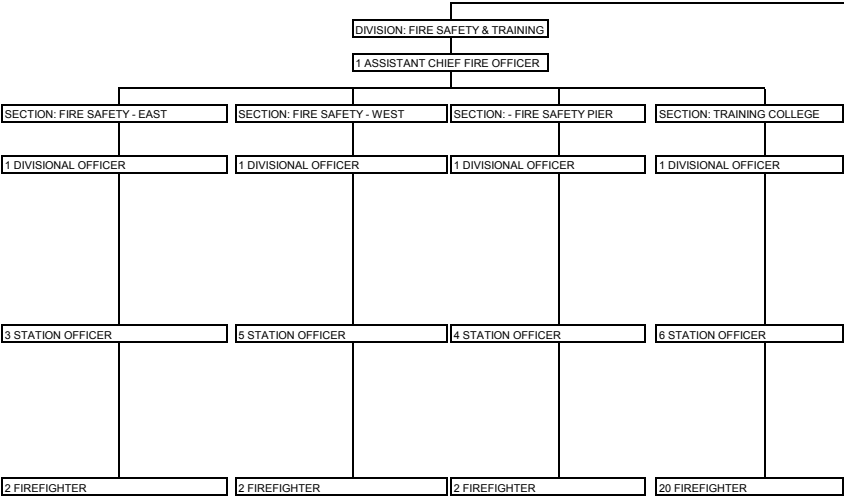 DIVISION: FIRE SAFETY & TRAINING
1 ASSISTANT CHIEF FIRE OFFICER
SECTION: FIRE SAFETY - EAST
SECTION: FIRE SAFETY - WEST
SECTION: - FIRE SAFETY PIER
SECTION: TRAINING COLLEGE
1 DIVISIONAL OFFICER
1 DIVISIONAL OFFICER
1 DIVISIONAL OFFICER
1 DIVISIONAL OFFICER
3 STATION OFFICER
5 STATION OFFICER
4 STATION OFFICER
6 STATION OFFICER
2 FIREFIGHTER
2 FIREFIGHTER
2 FIREFIGHTER
20 FIREFIGHTER